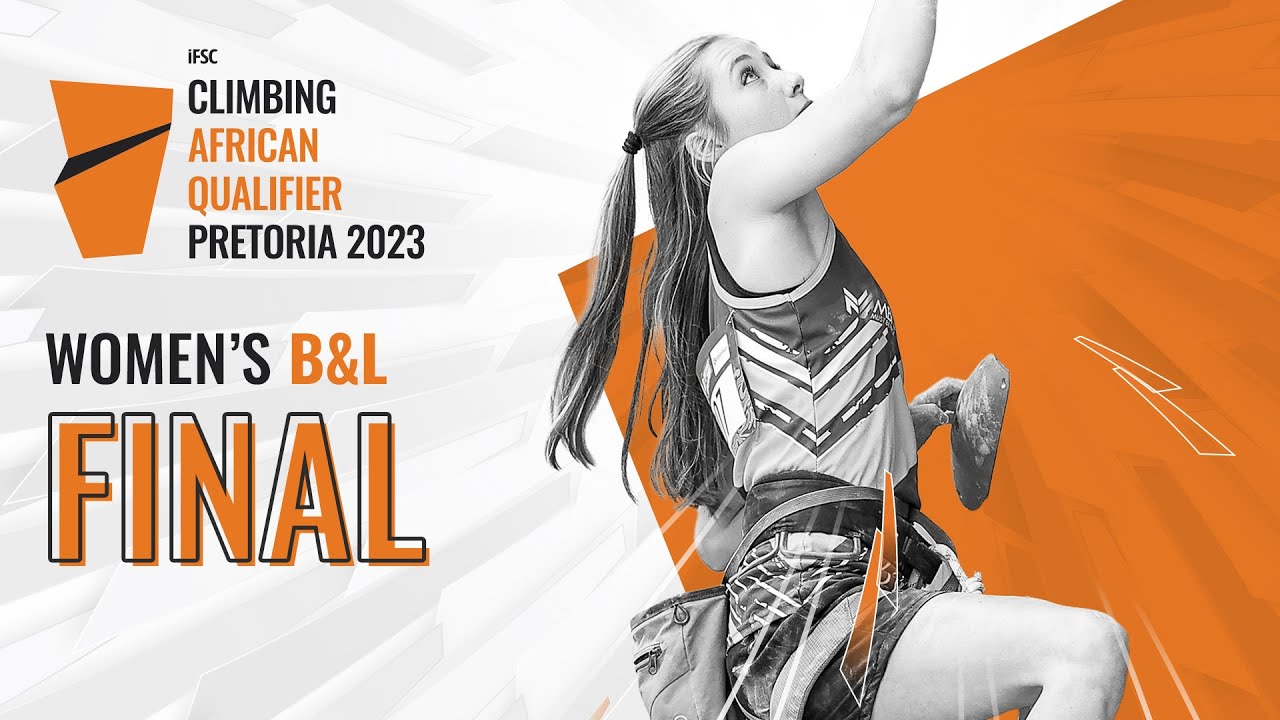 iFSC
CLIMBING
AFRICAN
QUALIFIER
PRETORIA 2023
WOMEN'S B&L
FINAL